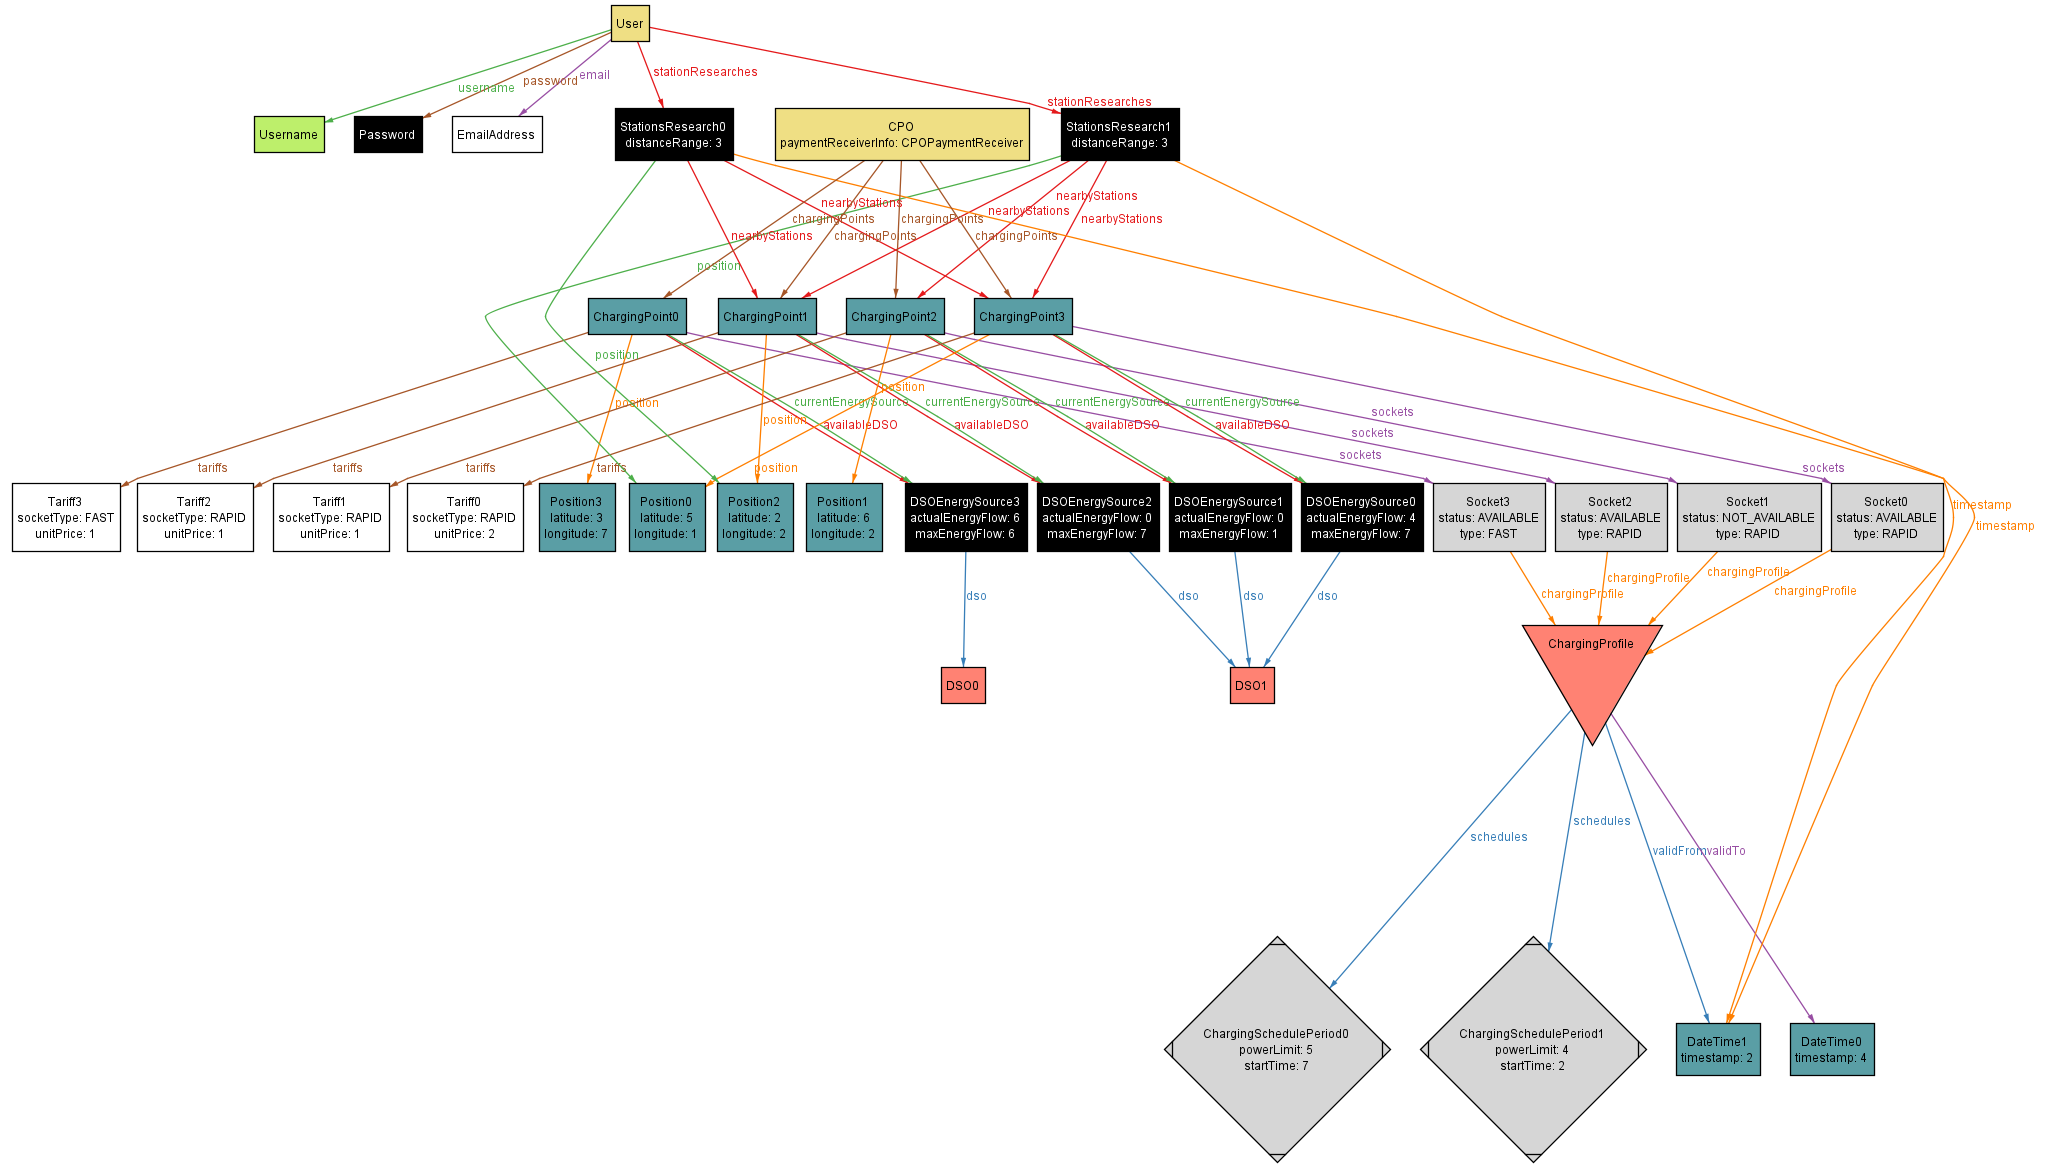 User
stationResearches
email
password
username
stationResearches
Username
Password
EmailAddress
StationsResearch0
distanceRange: 3
CPO
paymentReceiverInfo: CPOPaymentReceiver
StationsResearch1
distanceRange: 3
nearbyStations
nearbyStations
nearbyStations
chargingPoints
chargingPoints
nearbyStations
nearbyStations
chargingPoints
chargingPoints
position
ChargingPoint0
ChargingPoint1
ChargingPoint2
ChargingPoint3
position
position
position
currentEnergySource
currentEnergySource
currentEnergySource
currentEnergySource
sockets
position
availableDSO
availableDSO
availableDSO
availableDSO
sockets
sockets
tariffs
tariffs
tariffs
tariffs
position
sockets
Tariff3
socketType: FAST
unitPrice: 1
Tariff2
socketType: RAPID
unitPrice: 1
Tariff1
socketType: RAPID
unitPrice: 1
Tariff0
socketType: RAPID
unitPrice: 2
Position3
latitude: 3
longitude: 7
Position0
latitude: 5
longitude: 1
Position2
latitude: 2
longitude: 2
Position1
latitude: 6
longitude: 2
DSOEnergySource3
actualEnergyFlow: 6
maxEnergyFlow: 6
DSOEnergySource2
actualEnergyFlow: 0
maxEnergyFlow: 7
DSOEnergySource1
actualEnergyFlow: 0
maxEnergyFlow: 1
DSOEnergySource0
actualEnergyFlow: 4
maxEnergyFlow: 7
Socket3
status: AVAILABLE
type: FAST
Socket2
status: AVAILABLE
type: RAPID
Socket1
status: NOT_AVAILABLE
type: RAPID
Socket0
status: AVAILABLE
type: RAPID
timestamp
timestamp
dso
dso
dso
dso
chargingProfile
chargingProfile
chargingProfile
chargingProfile
ChargingProfile
DSO0
DSO1
schedules
schedules
validFrom
validTo
ChargingSchedulePeriod0
powerLimit: 5
startTime: 7
ChargingSchedulePeriod1
powerLimit: 4
startTime: 2
DateTime1
timestamp: 2
DateTime0
timestamp: 4